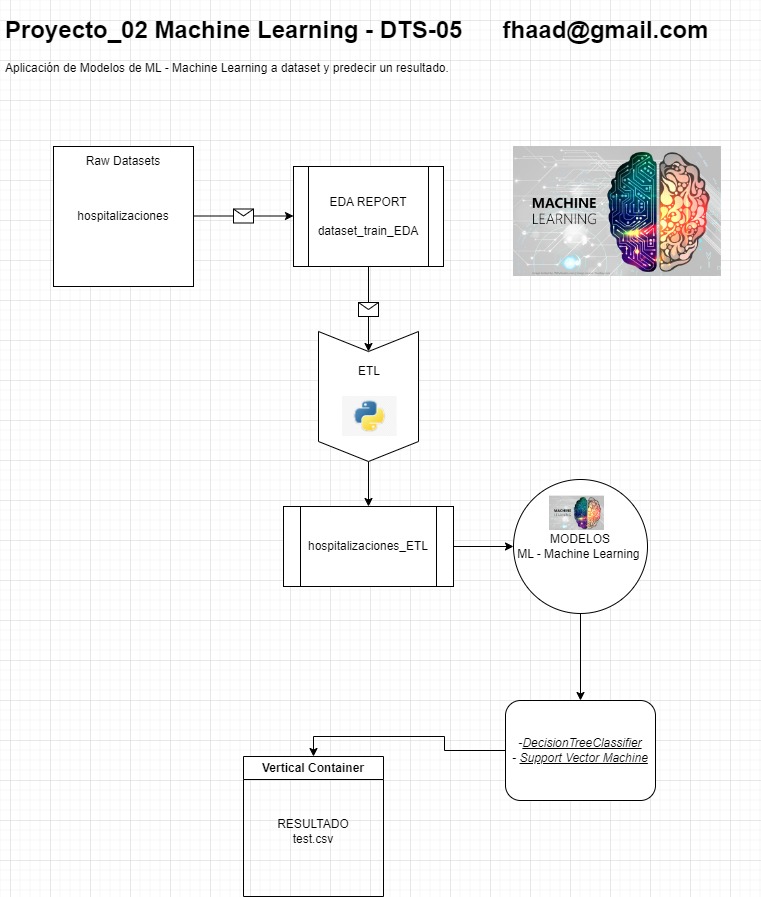 Proyecto_02 Machine Learning - DTS-05 fhaad@gmail.com
Aplicación de Modelos de ML - Machine Learning a dataset y predecir un resultado.
Raw Datasets
hospitalizaciones
EDA REPORT
dataset_train_EDA
MACHINE
LEARNING
ETL
hospitalizaciones_ETL
MACHINE
LEARNING
MODELOS
ML - Machine Learning
-DecisionTreeClassifier
- Support Vector Machine
Vertical Container
RESULTADO
test.csv